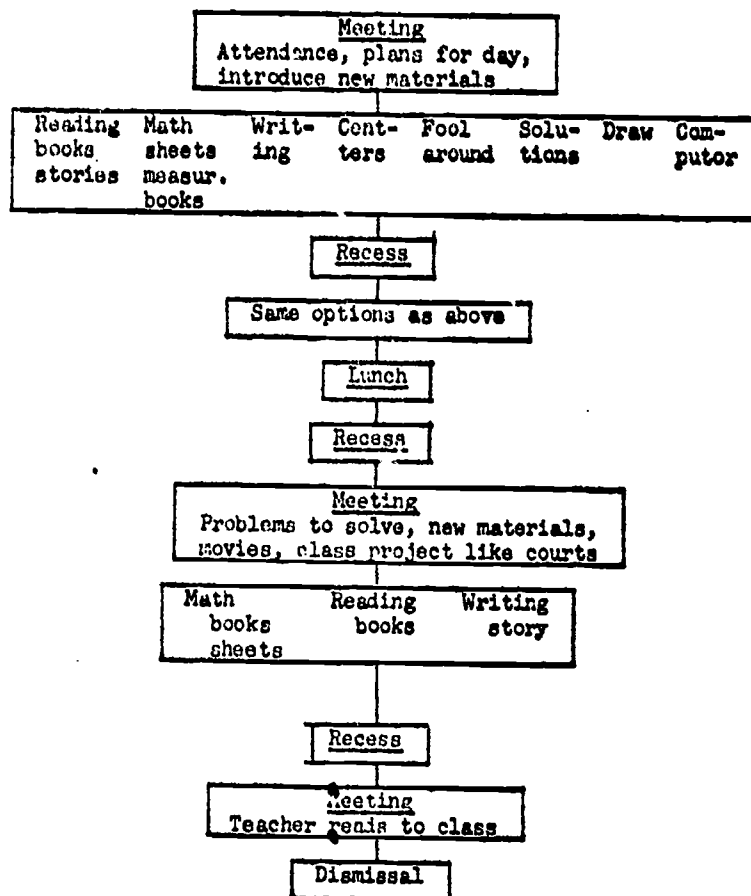 Meeting
Attendance, plans for day,
introduce new materials
Reading Math Writ- Cent- Fool Solu- Draw Com-
books sheets ing ters around tions putor
stories measur.
books
Recess
Same options as above
Lunch
Recess
Meeting
Problems to solve, new materials,
movies, class project like courts
Math Reading Writing
books books story
sheets
Recess
Meeting
Teacher reads to class
Dismissal